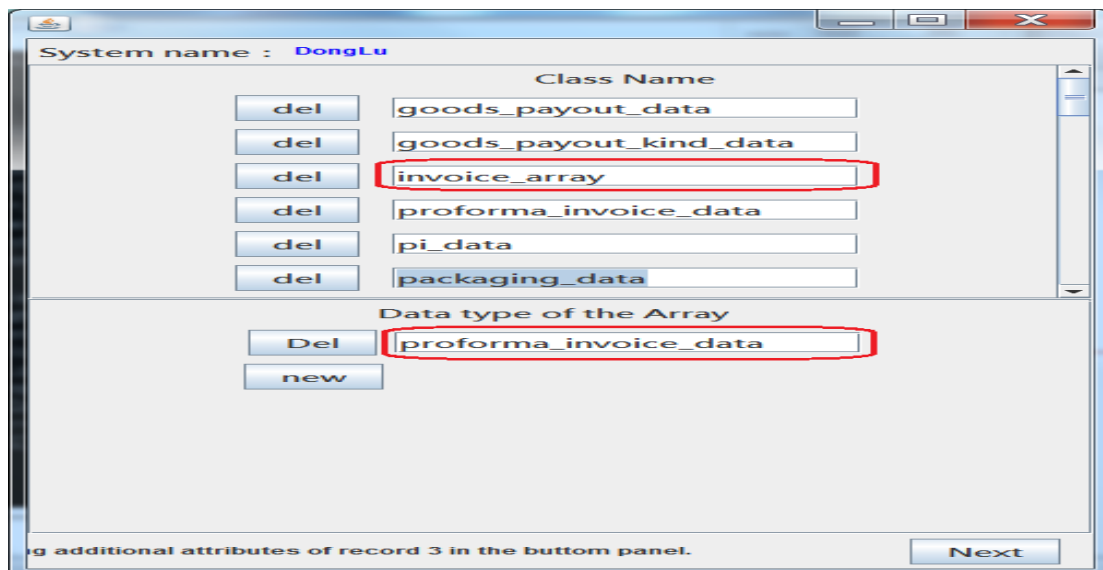 System name : DongLu
Class Name
del goods_payout_data
del goods_payout_kind_data
del invoice_array
del proforma_invoice_data
del pi_data
del packaging_data
Data type of the Array
Del proforma_invoice_data
new
g additional attributes of record 3 in the buttom panel. Next